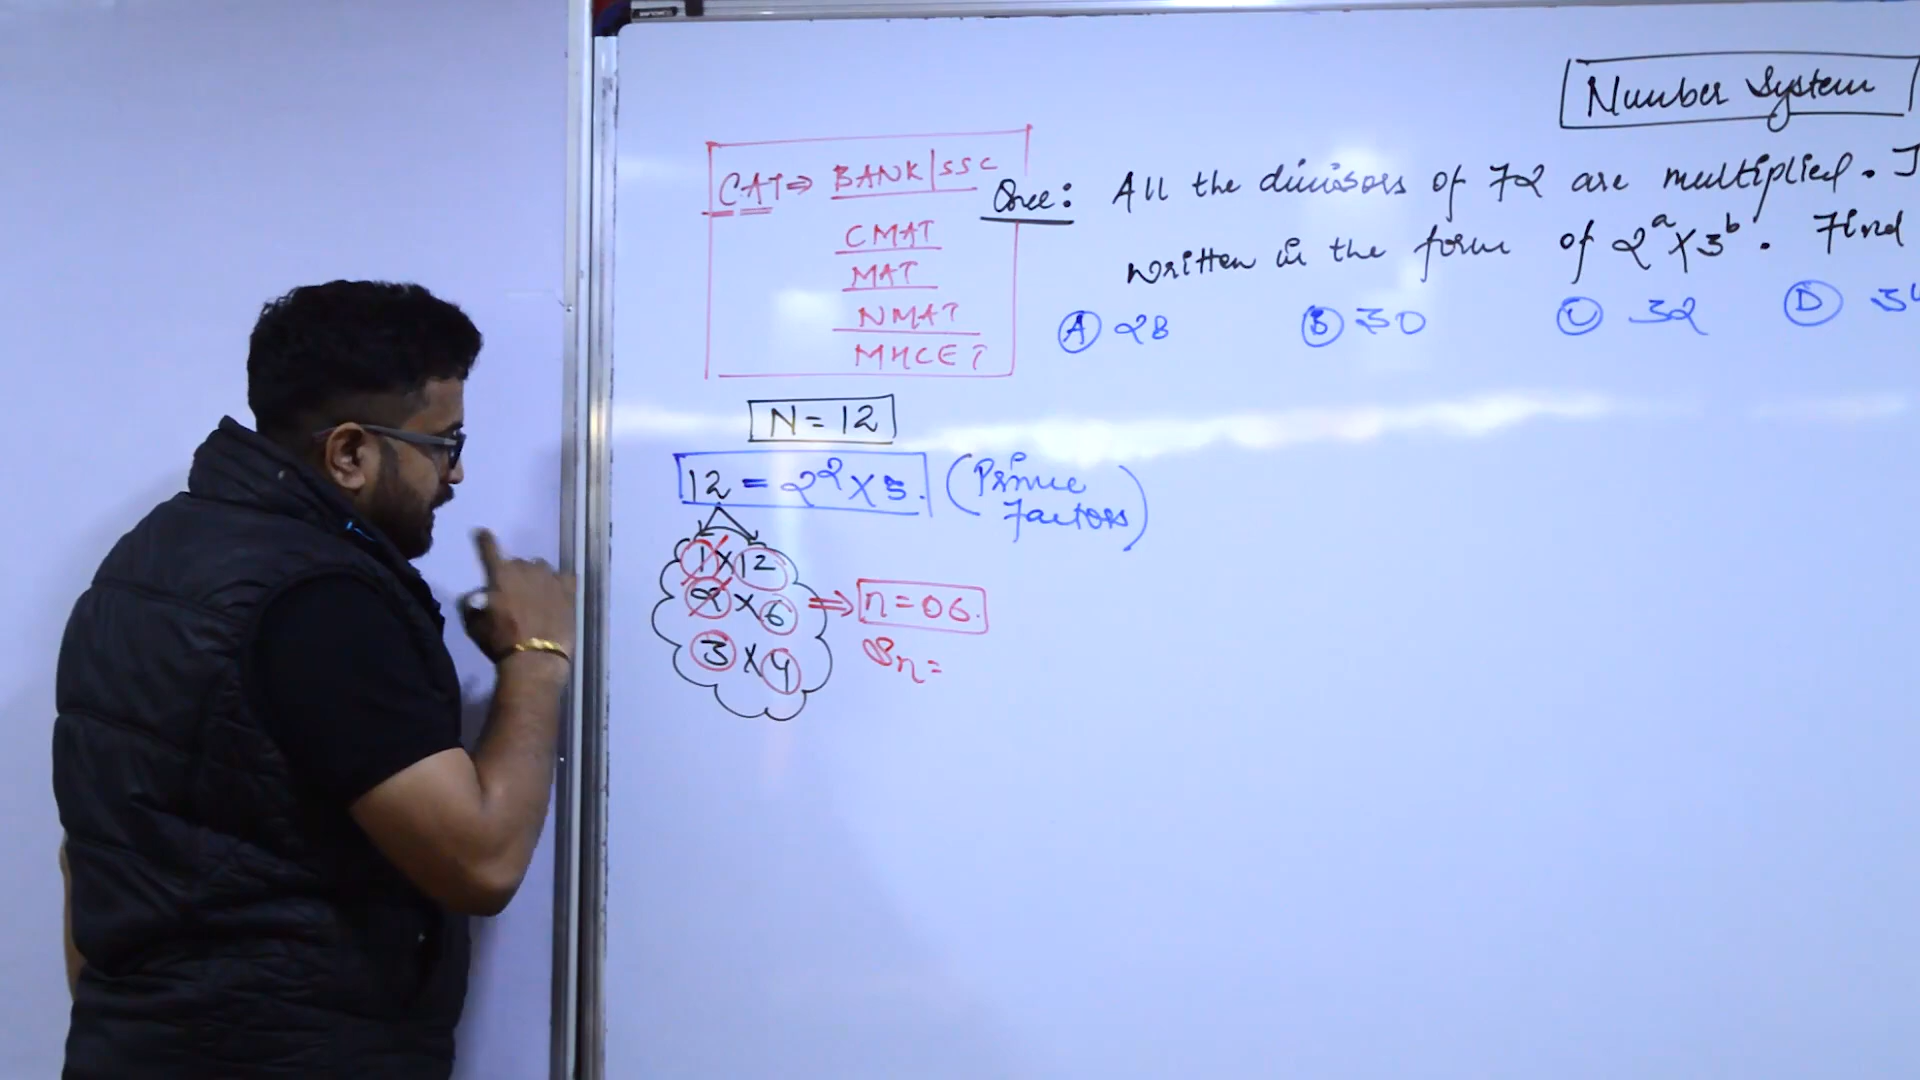 Number System
CAT ⇒ BANK|SSC
CMAT
MAT
NMAT
MHCET
Que: All the divisors of 72 are multiplied. I
written in the form of 2^a x 3^b. Find
(A) 28 (B) 30 (C) 32 (D) 34
N = 12
12 = 2^2 x 3. (Prime Factors)
1 x 12
2 x 6 ⇒ n = 06.
3 x 4
Sn =